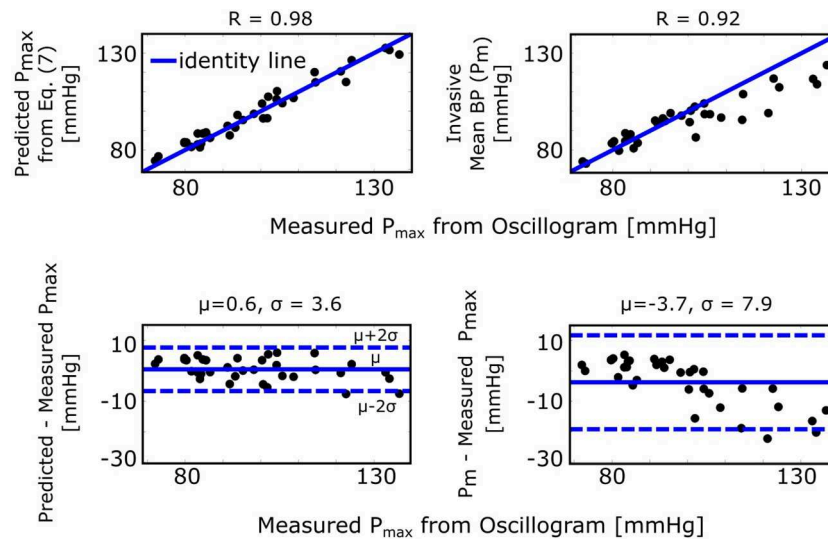 R = 0.98
R = 0.92
Predicted Pmax
from Eq. (7)
[mmHg]
130
80
identity line
80
130
Invasive
Mean BP (Pm)
[mmHg]
130
80
80
130
Measured Pmax from Oscillogram [mmHg]
μ=0.6, σ = 3.6
μ=-3.7, σ = 7.9
Predicted - Measured Pmax
[mmHg]
10
-10
-30
μ+2σ
μ
μ-2σ
80
130
Pm - Measured Pmax
[mmHg]
10
-10
-30
80
130
Measured Pmax from Oscillogram [mmHg]